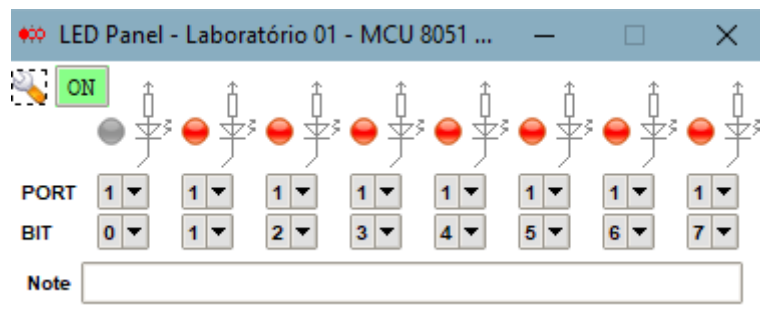 LED Panel - Laboratório 01 - MCU 8051 ...
ON
PORT 1 1 1 1 1 1 1 1
BIT 0 1 2 3 4 5 6 7
Note